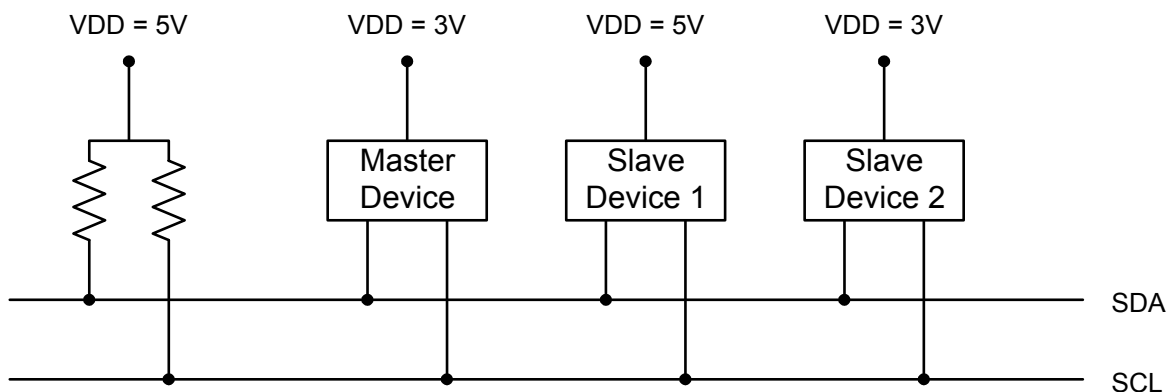 VDD = 5V
VDD = 3V
VDD = 5V
VDD = 3V
Master
Device
Slave
Device 1
Slave
Device 2
SDA
SCL